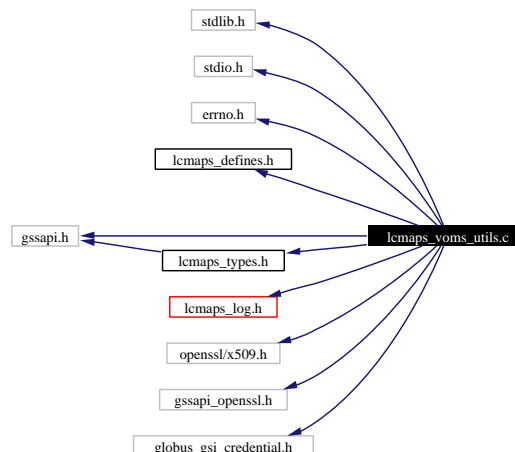 stdlib.h
stdio.h
errno.h
lcmaps_defines.h
lcmaps_voms_utils.c
gssapi.h
lcmaps_types.h
lcmaps_log.h
openssl/x509.h
gssapi_openssl.h
globus_gsi_credential.h